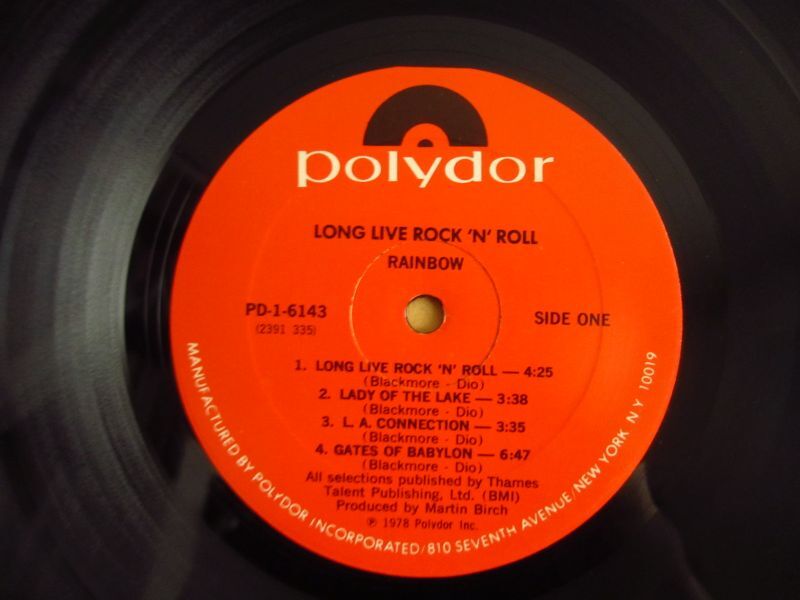 polydor
LONG LIVE ROCK 'N' ROLL
RAINBOW
PD-1-6143
(2391 335)
SIDE ONE
1. LONG LIVE ROCK 'N' ROLL — 4:25
(Blackmore - Dio)
2. LADY OF THE LAKE — 3:38
(Blackmore - Dio)
3. L. A. CONNECTION — 3:35
(Blackmore - Dio)
4. GATES OF BABYLON — 6:47
(Blackmore - Dio)
All selections published by Thames
Talent Publishing, Ltd. (BMI)
Produced by Martin Birch
℗ 1978 Polydor Inc.
MANUFACTURED BY POLYDOR INCORPORATED/810 SEVENTH AVENUE/NEW YORK N Y 10019